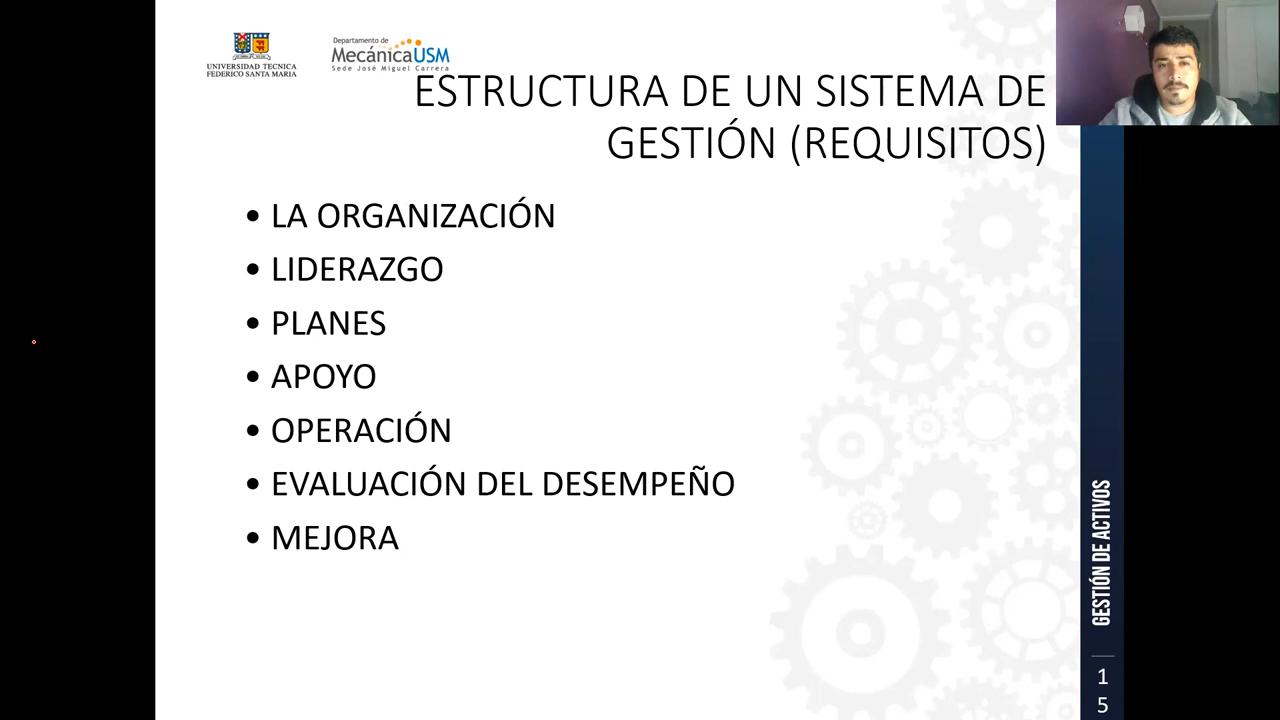 UNIVERSIDAD TECNICA
FEDERICO SANTA MARIA
Departamento de
MecánicaUSM
Sede José Miguel Carrera
ESTRUCTURA DE UN SISTEMA DE
GESTIÓN (REQUISITOS)
• LA ORGANIZACIÓN
• LIDERAZGO
• PLANES
• APOYO
• OPERACIÓN
• EVALUACIÓN DEL DESEMPEÑO
• MEJORA
GESTIÓN DE ACTIVOS
1
5